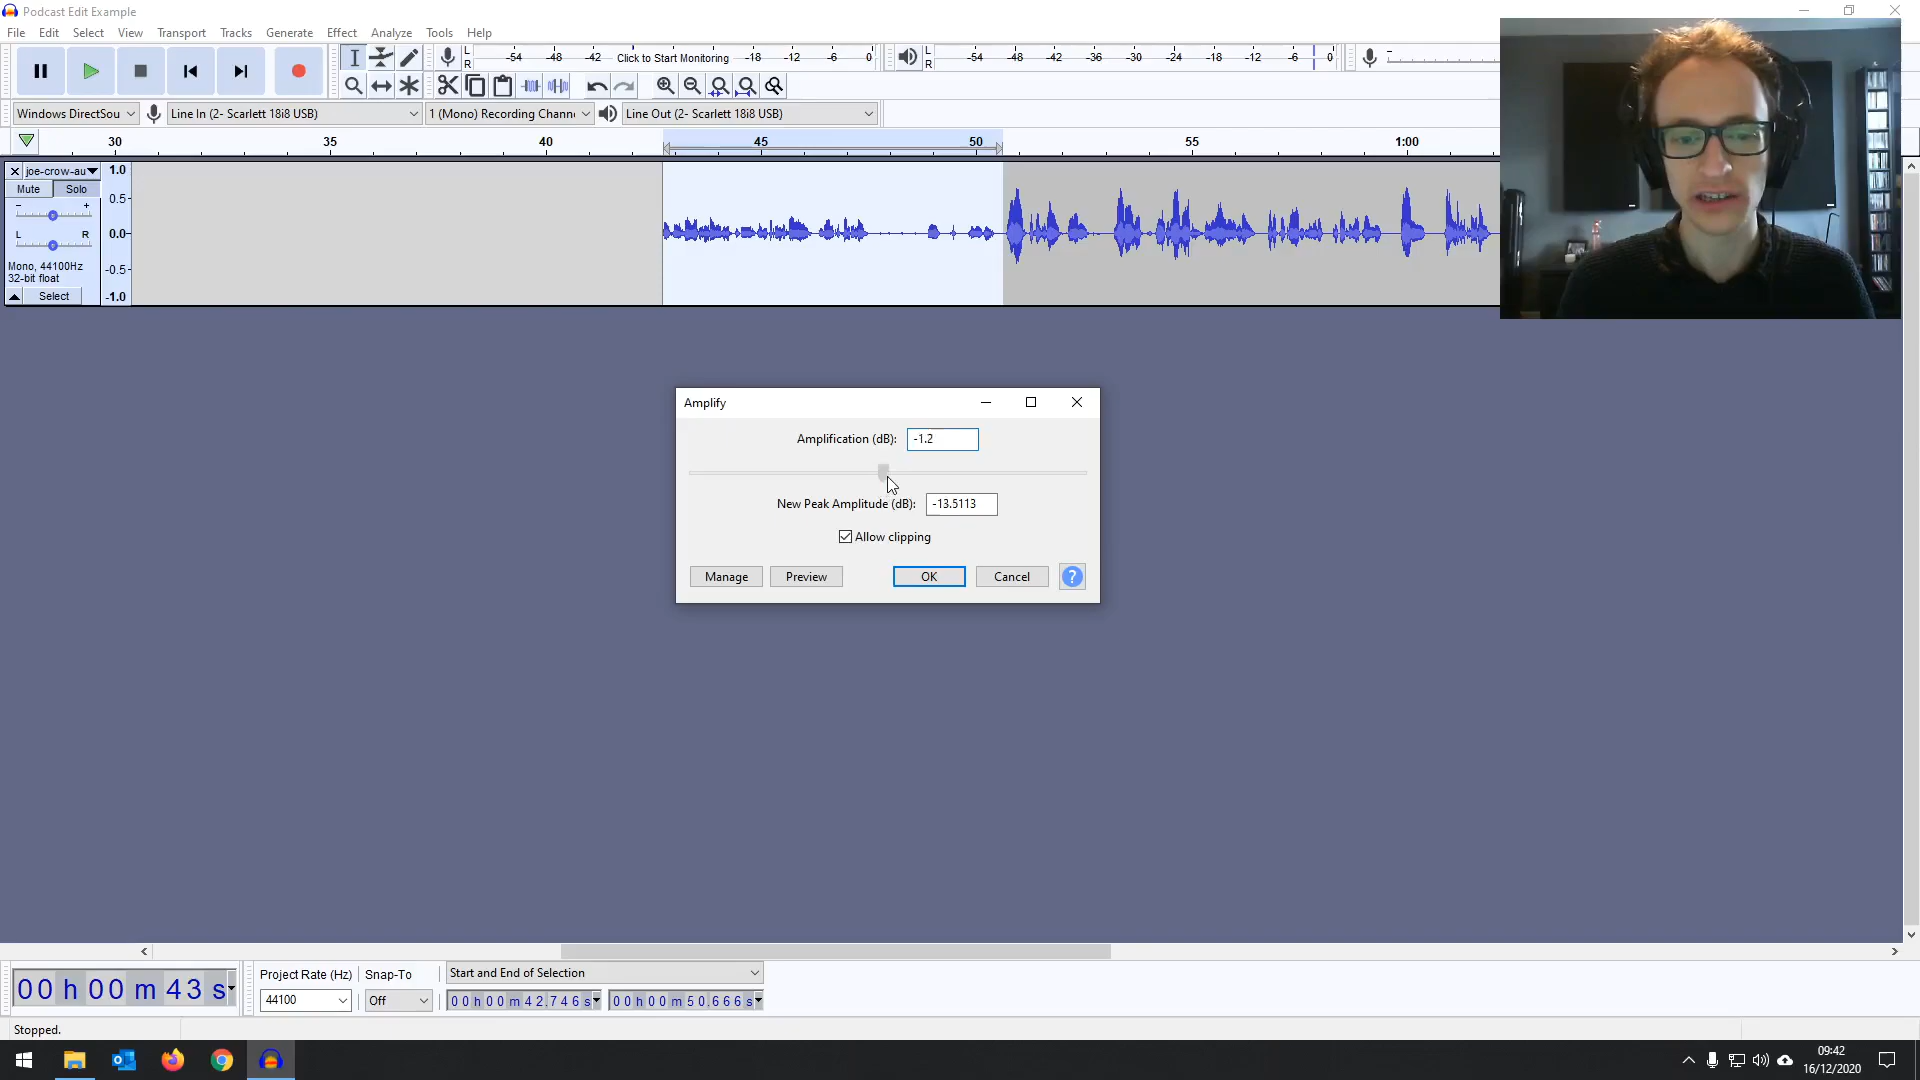 Podcast Edit Example
File Edit Select View Transport Tracks Generate Effect Analyze Tools Help
L R -54 -48 -42 Click to Start Monitoring -18 -12 -6 0 L R -54 -48 -42 -36 -30 -24 -18 -12 -6 0
Windows DirectSou Line In (2- Scarlett 18i8 USB) 1 (Mono) Recording Chann Line Out (2- Scarlett 18i8 USB)
30 35 40 45 50 55 1:00
joe-crow-au
Mute Solo
- +
L R
Mono, 44100Hz
32-bit float
Select
1.0
0.5
0.0
-0.5
-1.0
Amplify
Amplification (dB): -1.2
New Peak Amplitude (dB): -13.5113
Allow clipping
Manage Preview OK Cancel ?
00 h 00 m 43 s
Project Rate (Hz) Snap-To Start and End of Selection
44100 Off 00 h 00 m 42.746 s 00 h 00 m 50.666 s
Stopped.
09:42
16/12/2020